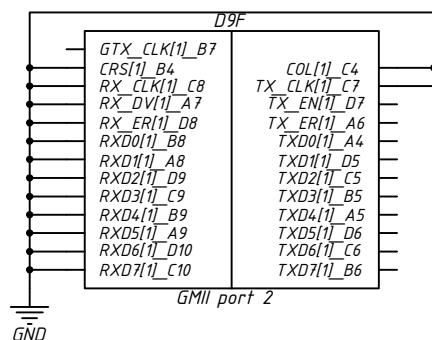 D9F
GTX_CLK[1]_B7
CRS[1]_B4
RX_CLK[1]_C8
RX_DV[1]_A7
RX_ER[1]_D8
RXD0[1]_B8
RXD1[1]_A8
RXD2[1]_D9
RXD3[1]_C9
RXD4[1]_B9
RXD5[1]_A9
RXD6[1]_D10
RXD7[1]_C10
COL[1]_C4
TX_CLK[1]_C7
TX_EN[1]_D7
TX_ER[1]_A6
TXD0[1]_A4
TXD1[1]_D5
TXD2[1]_C5
TXD3[1]_B5
TXD4[1]_A5
TXD5[1]_D6
TXD6[1]_C6
TXD7[1]_B6
GMII port 2
GND